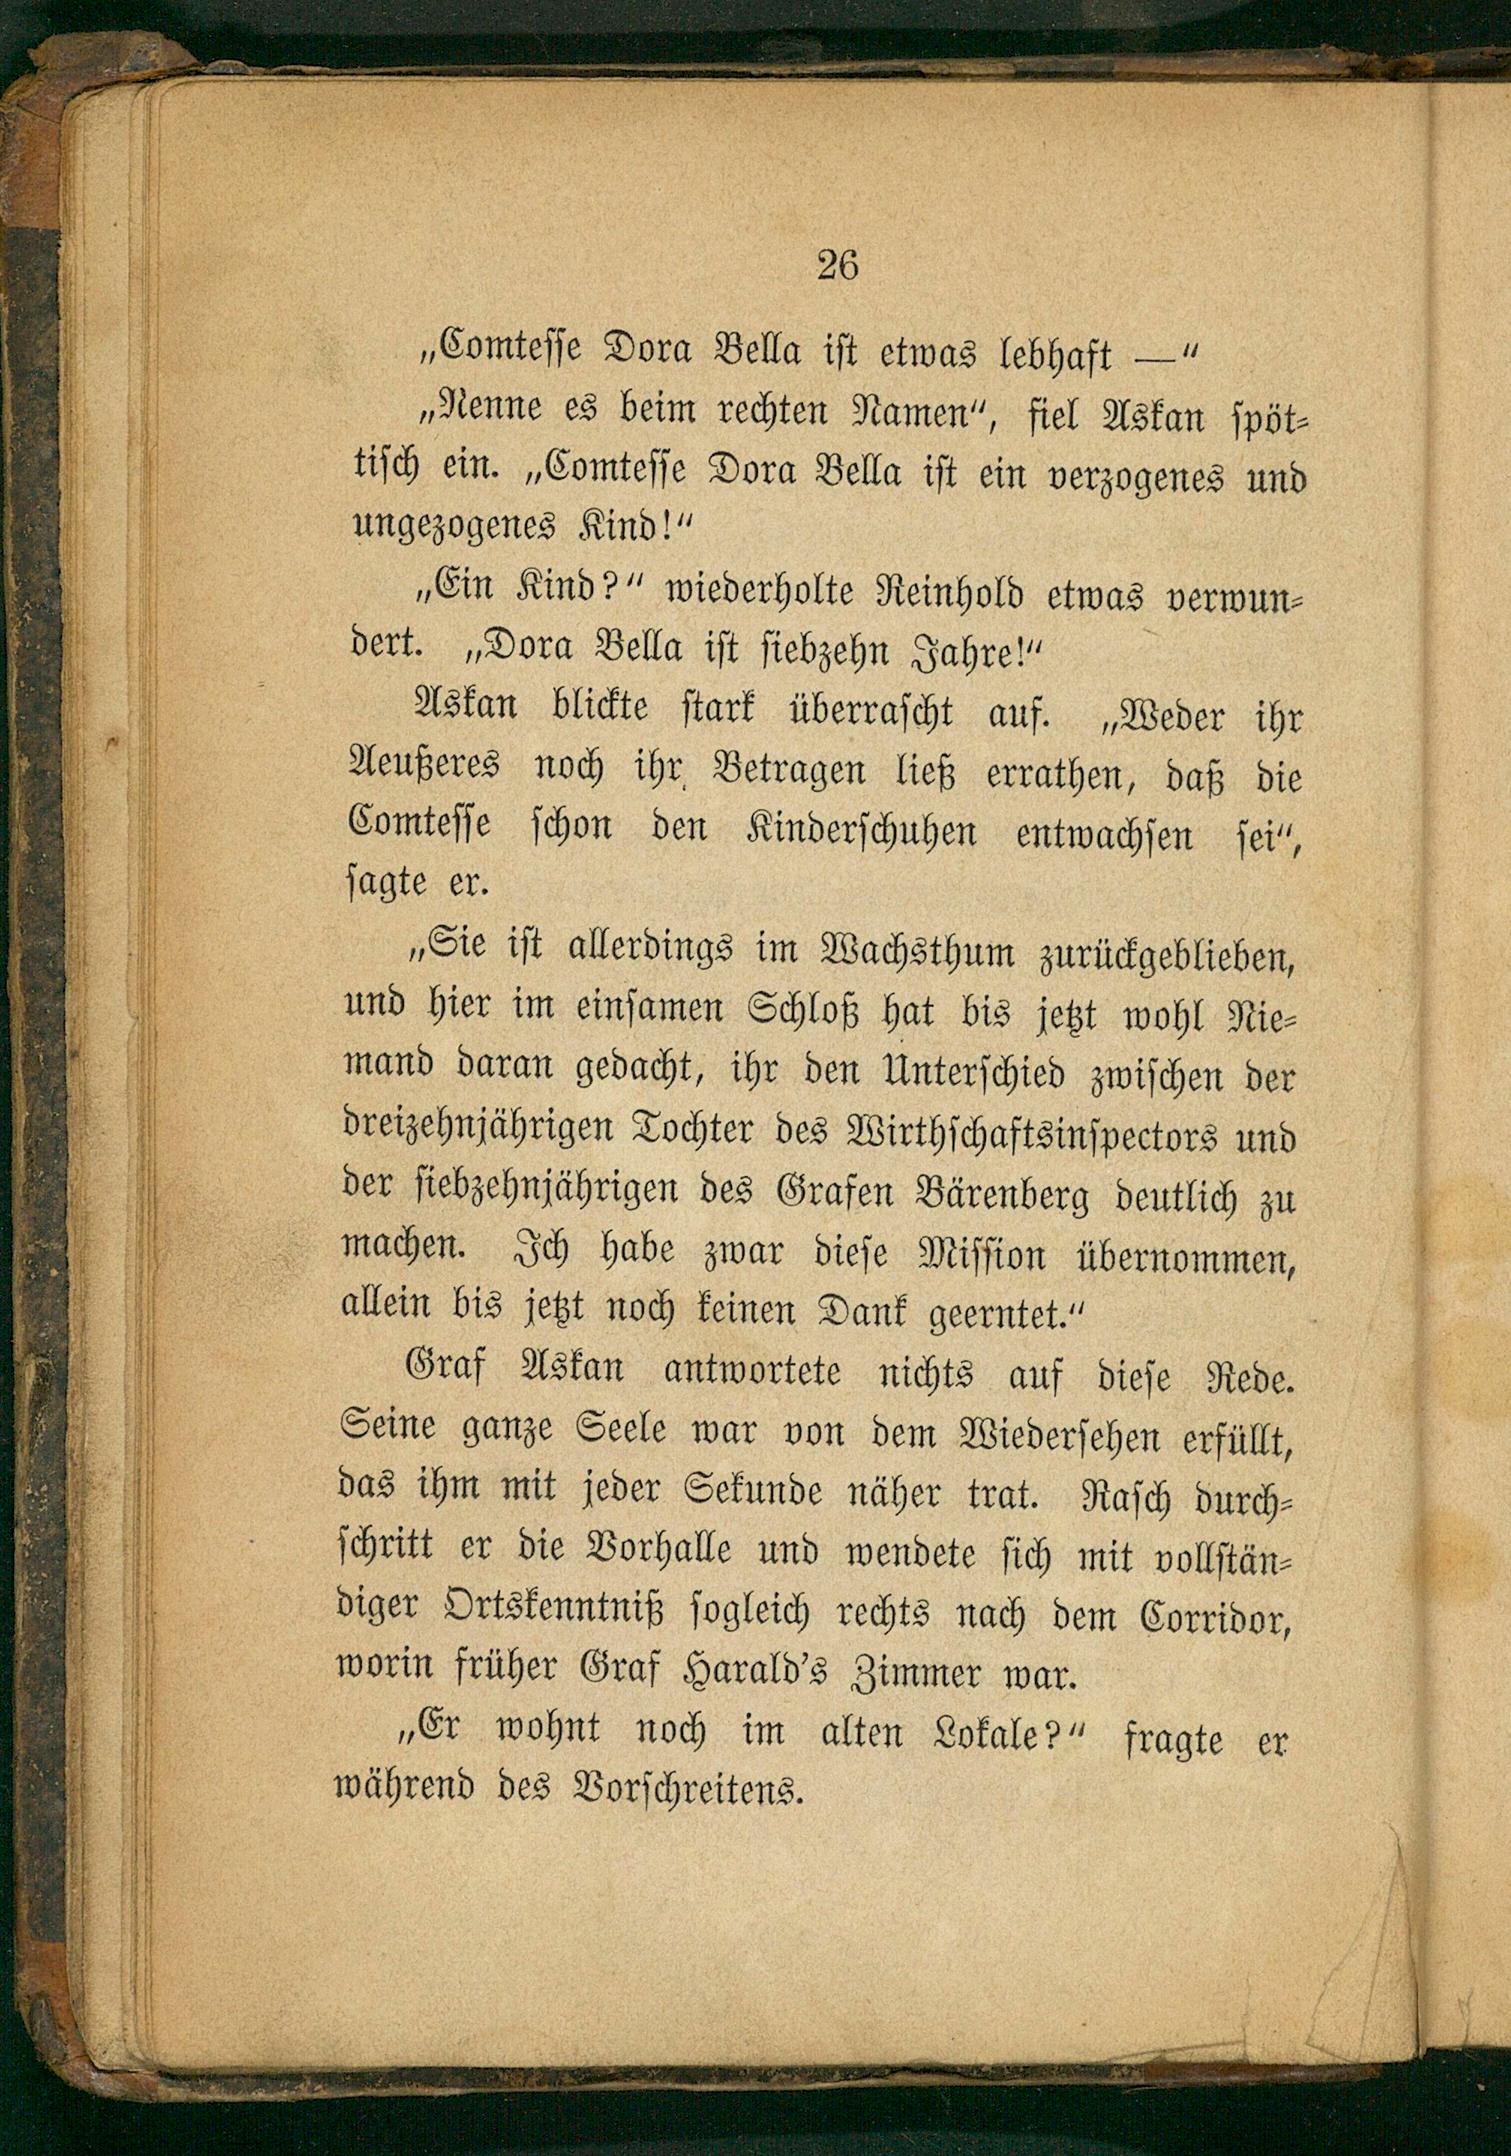 26
„Comtesse Dora Bella ist etwas lebhaft —“
„Nenne es beim rechten Namen“, fiel Askan spöt-
tisch ein. „Comtesse Dora Bella ist ein verzogenes und
ungezogenes Kind!“
„Ein Kind?“ wiederholte Reinhold etwas verwun-
dert. „Dora Bella ist siebzehn Jahre!“
Askan blickte stark überrascht auf. „Weder ihr
Aeußeres noch ihr Betragen ließ errathen, daß die
Comtesse schon den Kinderschuhen entwachsen sei“,
sagte er.
„Sie ist allerdings im Wachsthum zurückgeblieben,
und hier im einsamen Schloß hat bis jetzt wohl Nie-
mand daran gedacht, ihr den Unterschied zwischen der
dreizehnjährigen Tochter des Wirthschaftsinspectors und
der siebzehnjährigen des Grafen Bärenberg deutlich zu
machen. Ich habe zwar diese Mission übernommen,
allein bis jetzt noch keinen Dank geerntet.“
Graf Askan antwortete nichts auf diese Rede.
Seine ganze Seele war von dem Wiedersehen erfüllt,
das ihm mit jeder Sekunde näher trat. Rasch durch-
schritt er die Vorhalle und wendete sich mit vollstän-
diger Ortskenntniß sogleich rechts nach dem Corridor,
worin früher Graf Harald's Zimmer war.
„Er wohnt noch im alten Lokale?“ fragte er
während des Vorschreitens.